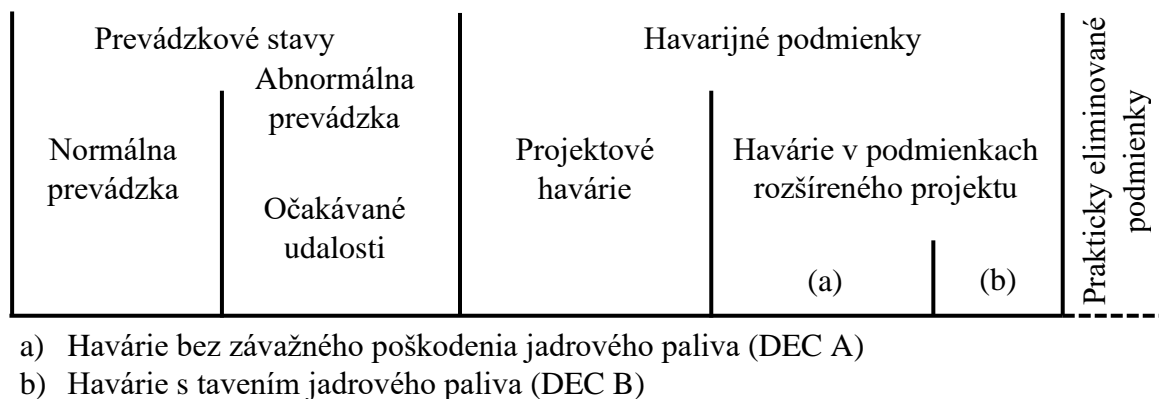 Prevádzkové stavy
Havarijné podmienky
Normálna
prevádzka
Abnormálna
prevádzka
Očakávané
udalosti
Projektové
havárie
Havárie v podmienkach
rozšíreného projektu
(a)
(b)
Prakticky eliminované
podmienky
a) Havárie bez závažného poškodenia jadrového paliva (DEC A)
b) Havárie s tavením jadrového paliva (DEC B)